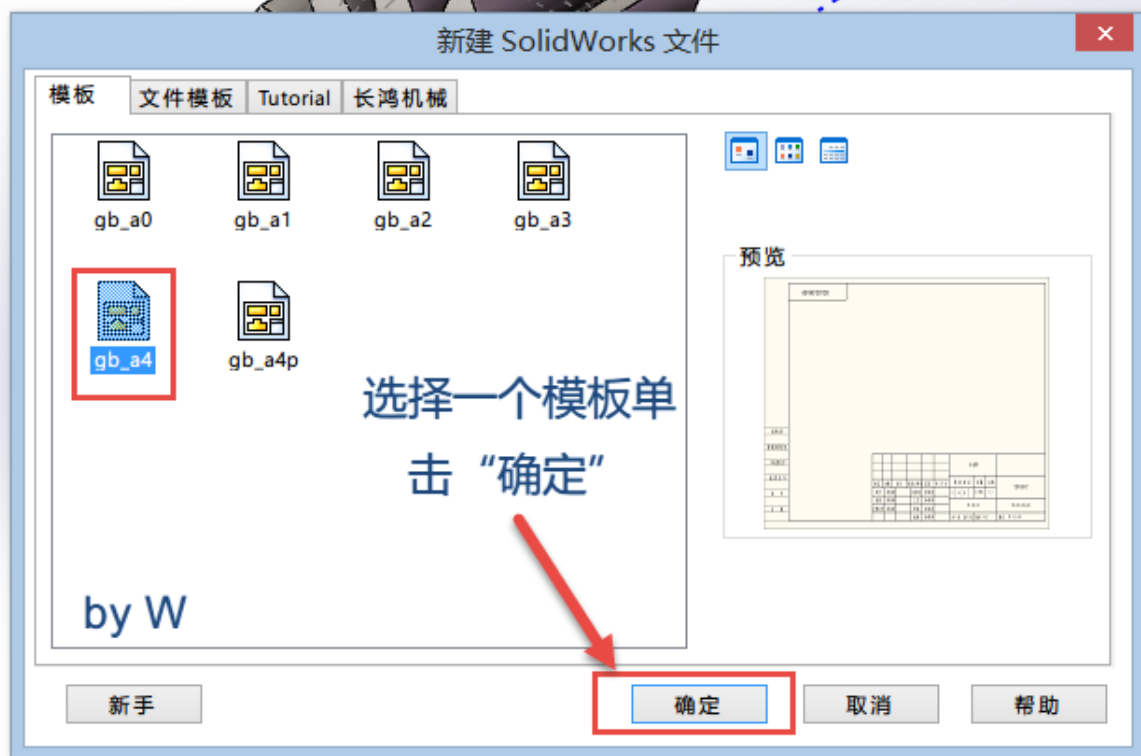 新建 SolidWorks 文件
模板 文件模板 Tutorial 长鸿机械
gb_a0 gb_a1 gb_a2 gb_a3
预览
gb_a4 gb_a4p
选择一个模板单
击“确定”
by W
新手 确定 取消 帮助